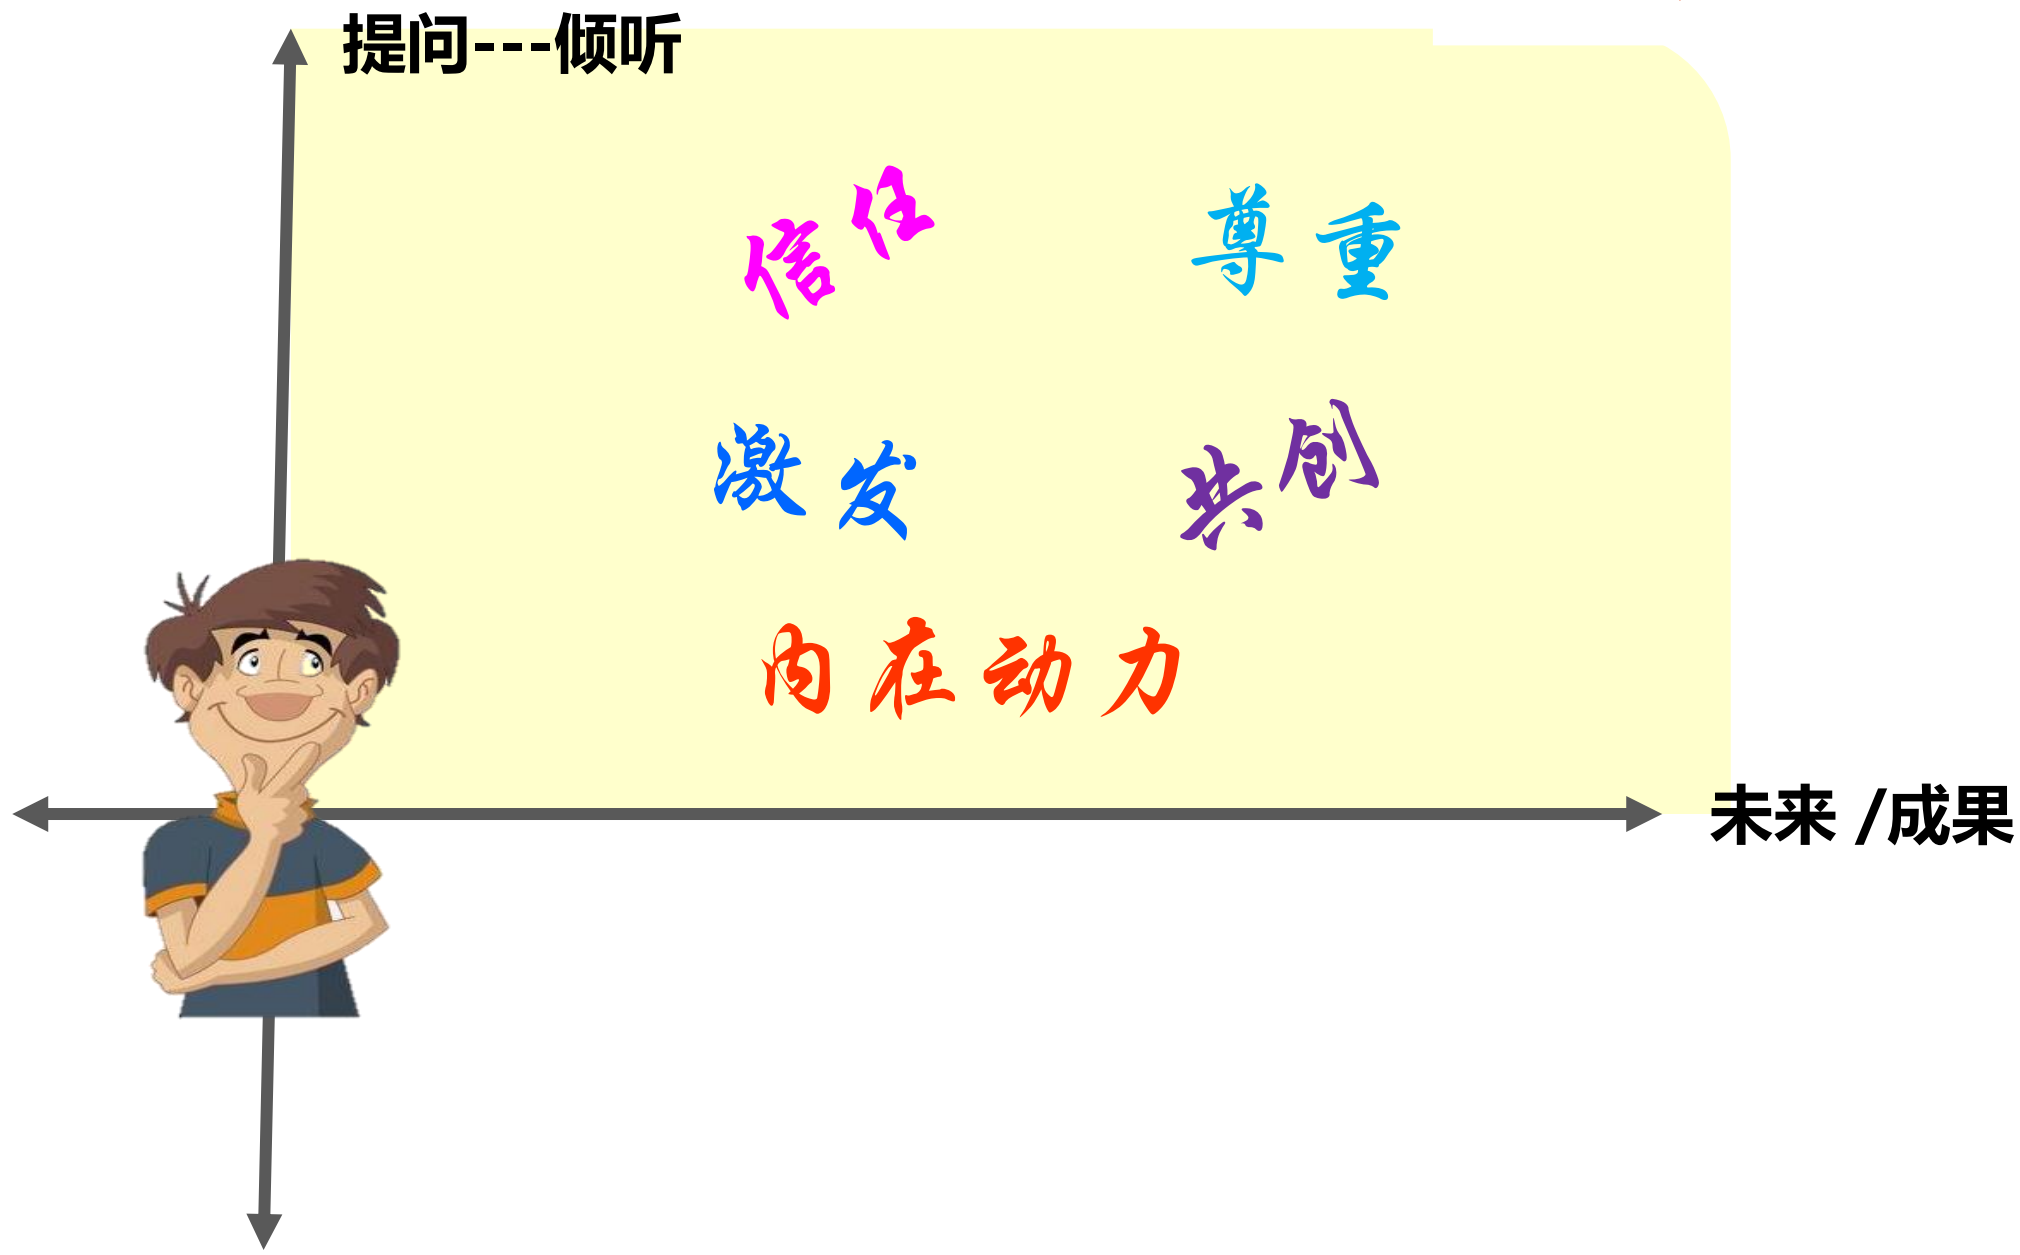 提问---倾听
信任
尊重
激发
共创
内在动力
未来 /成果